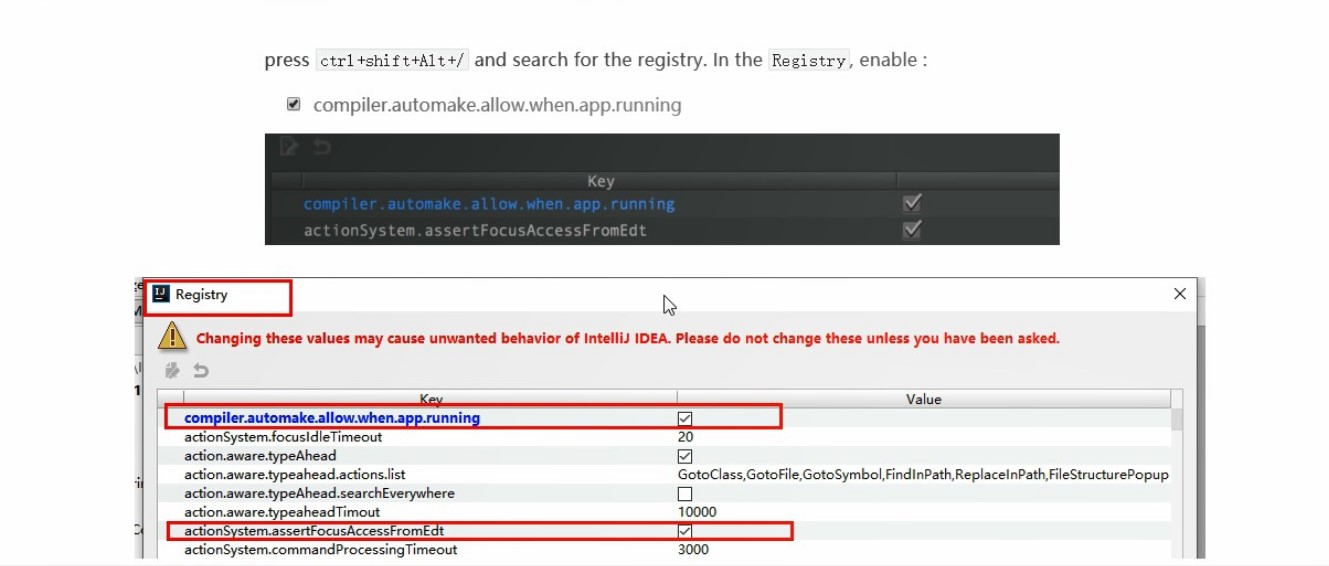 press ctrl+shift+Alt+/ and search for the registry. In the Registry, enable :
compiler.automake.allow.when.app.running
Key
compiler.automake.allow.when.app.running
actionSystem.assertFocusAccessFromEdt
Registry
Changing these values may cause unwanted behavior of IntelliJ IDEA. Please do not change these unless you have been asked.
Key Value
compiler.automake.allow.when.app.running
actionSystem.focusIdleTimeout 20
action.aware.typeAhead
action.aware.typeahead.actions.list GotoClass,GotoFile,GotoSymbol,FindInPath,ReplaceInPath,FileStructurePopup
action.aware.typeAhead.searchEverywhere
action.aware.typeaheadTimout 10000
actionSystem.assertFocusAccessFromEdt
actionSystem.commandProcessingTimeout 3000